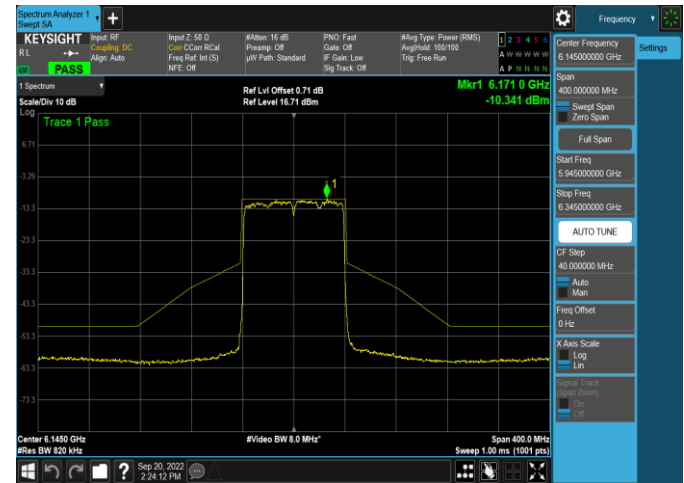 Spectrum Analyzer 1
Swept SA
Frequency
KEYSIGHT
R L
LW
PASS
Input: RF
Coupling: DC
Align: Auto
Input Z: 50 Ω
Corr CCorr RCal
Freq Ref: Int (S)
NFE: Off
#Atten: 16 dB
Preamp: Off
µW Path: Standard
PNO: Fast
Gate: Off
IF Gain: Low
Sig Track: Off
#Avg Type: Power (RMS)
Avg|Hold: 100/100
Trig: Free Run
1 2 3 4 5 6
A W W W W W
A P N N N N
1 Spectrum
Scale/Div 10 dB
Log
Ref Lvl Offset 0.71 dB
Ref Level 16.71 dBm
Mkr1 6.171 0 GHz
-10.341 dBm
Trace 1 Pass
6.71
-3.29
-13.3
-23.3
-33.3
-43.3
-53.3
-63.3
-73.3
1
Center 6.1450 GHz
#Res BW 820 kHz
#Video BW 8.0 MHz*
Span 400.0 MHz
Sweep 1.00 ms (1001 pts)
Center Frequency
6.145000000 GHz
Settings
Span
400.000000 MHz
Swept Span
Zero Span
Full Span
Start Freq
5.945000000 GHz
Stop Freq
6.345000000 GHz
AUTO TUNE
CF Step
40.000000 MHz
Auto
Man
Freq Offset
0 Hz
X Axis Scale
Log
Lin
Signal Track
(Span Zoom)
On
Off
?
Sep 20, 2022
2:24:12 PM